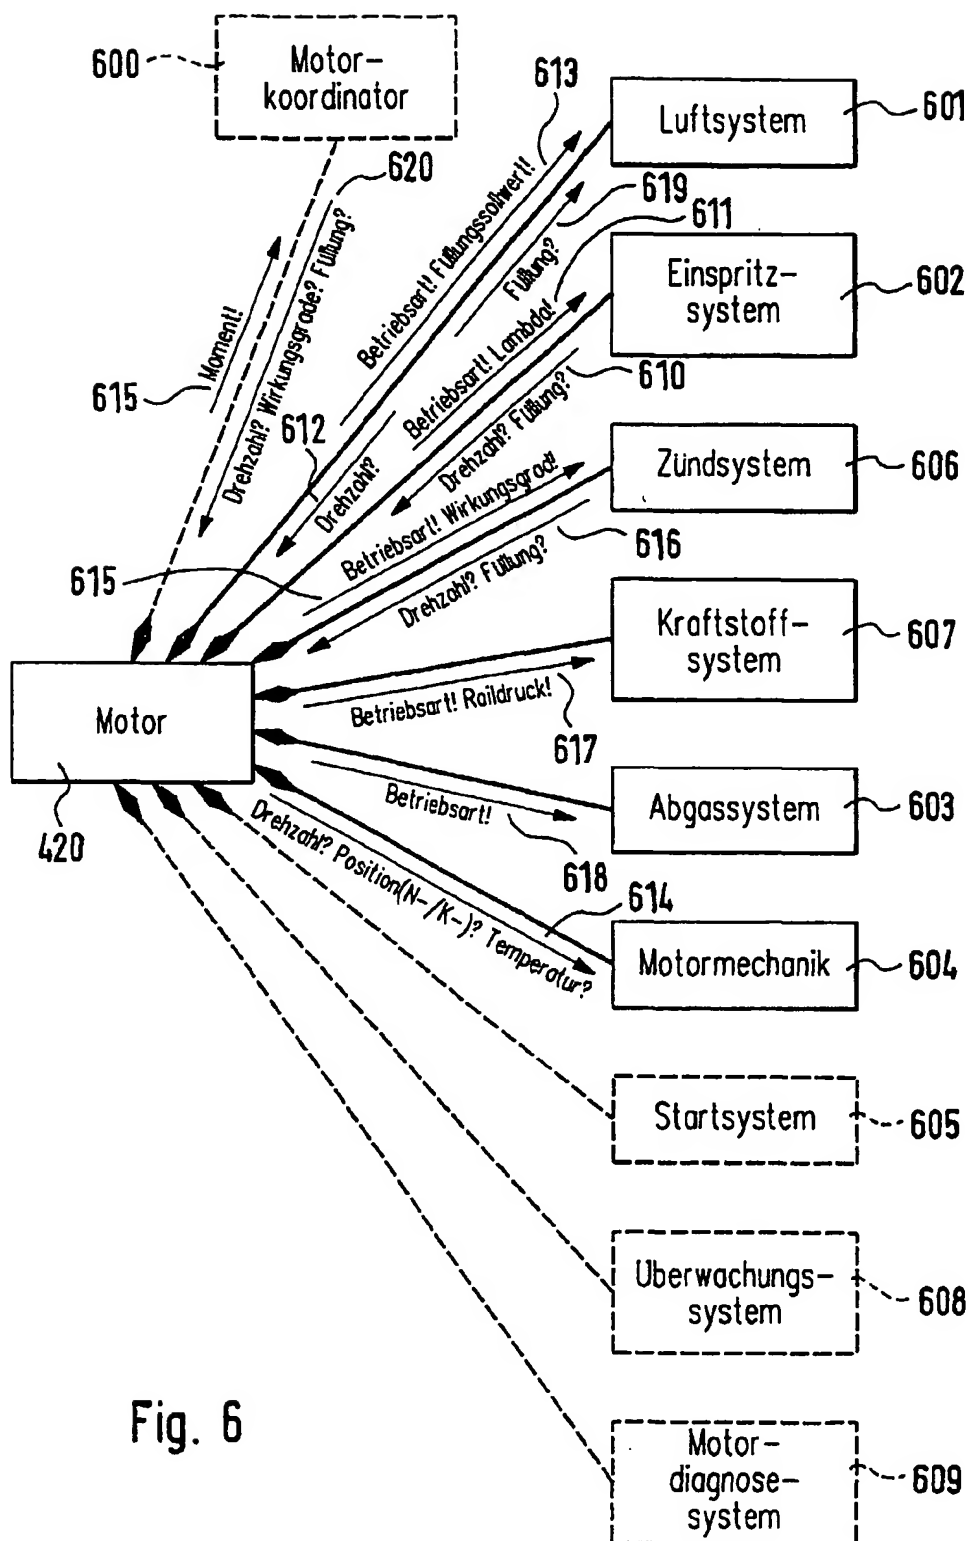 600
Motor-
koordinator
613
Luftsystem
601
620
619
611
Betriebsart! Füllungssollwert!
Füllung?
Moment!
Drehzahl? Wirkungsgrade? Füllung?
615
Einspritz-
system
602
Betriebsart! Lambda!
610
612
Drehzahl?
Drehzahl? Füllung?
Zündsystem
606
Betriebsart! Wirkungsgrad!
616
615
Drehzahl? Füllung?
Kraftstoff-
system
607
Motor
Betriebsart! Raildruck!
617
420
Betriebsart!
618
Abgassystem
603
Drehzahl? Position(N-/K-)? Temperatur?
614
Motormechanik
604
Startsystem
605
Überwachungs-
system
608
Fig. 6
Motor-
diagnose-
system
609